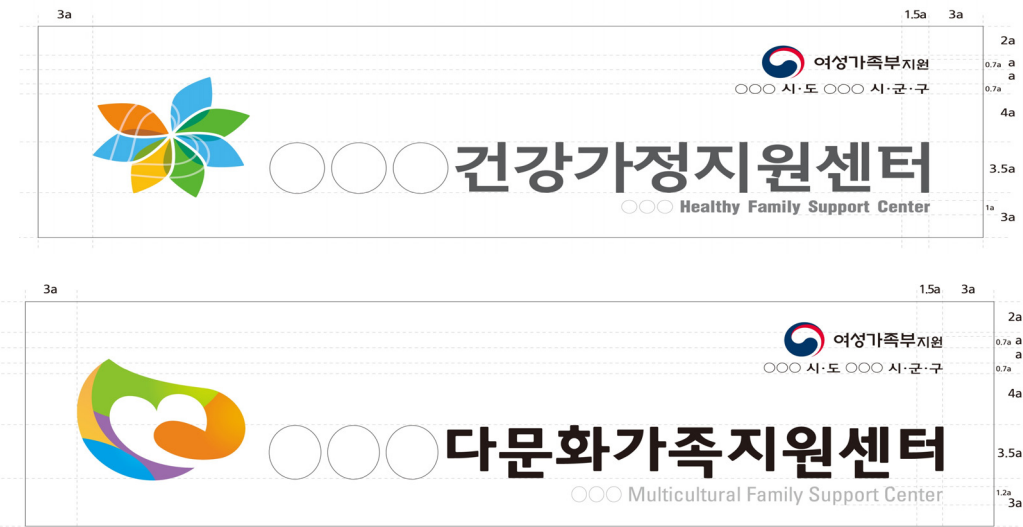 3a 1.5a 3a
2a
여성가족부지원 0.7a a
a
○○○ 시·도 ○○○ 시·군·구 0.7a
4a
○○○건강가정지원센터 3.5a
○○○ Healthy Family Support Center 1a
3a
3a 1.5a 3a
2a
여성가족부지원 0.7a a
a
○○○ 시·도 ○○○ 시·군·구 0.7a
4a
○○○다문화가족지원센터 3.5a
○○○ Multicultural Family Support Center 1.2a
3a